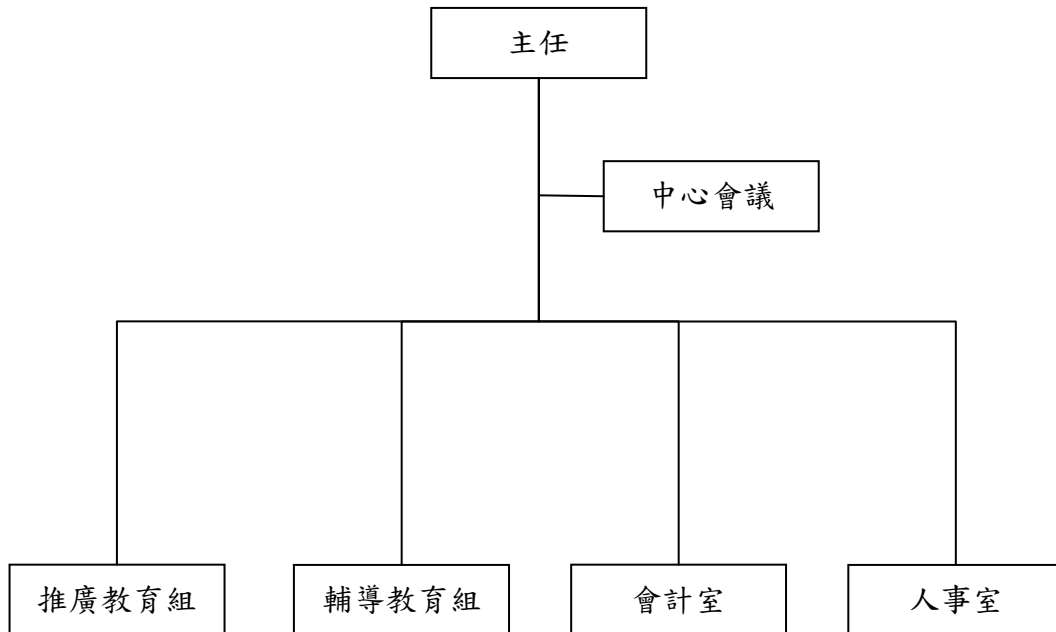 主任
中心會議
推廣教育組
輔導教育組
會計室
人事室